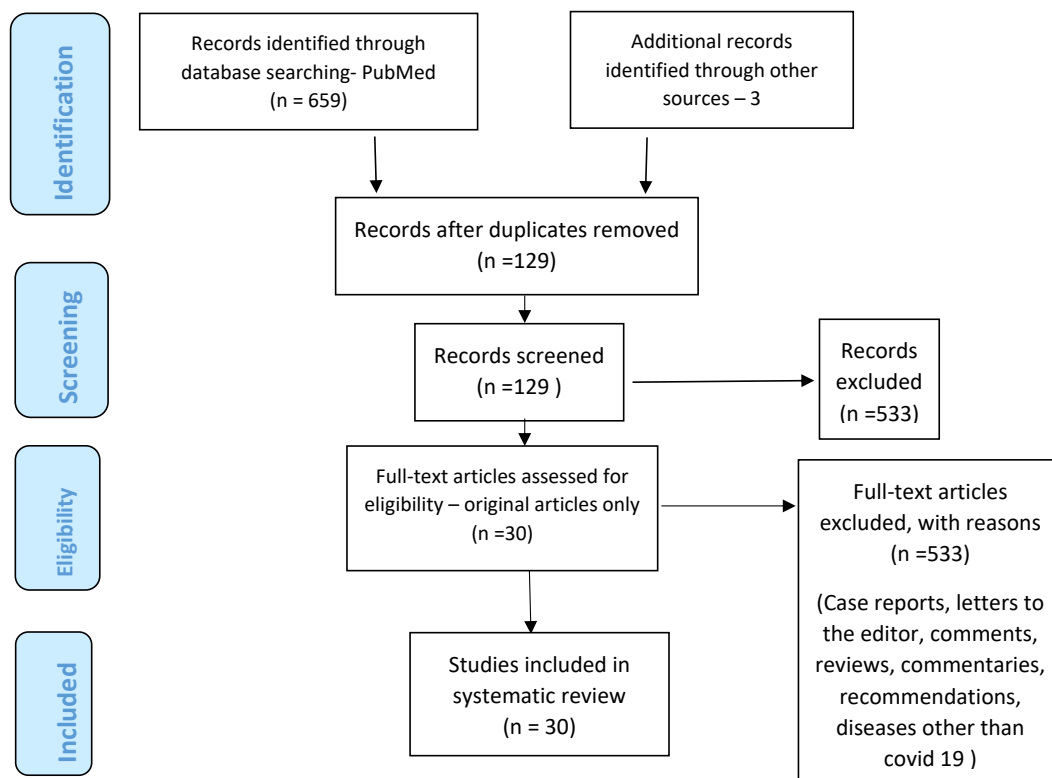 Identification
Records identified through
database searching- PubMed
(n = 659)
Additional records
identified through other
sources – 3
Records after duplicates removed
(n =129)
Screening
Records screened
(n =129 )
Records
excluded
(n =533)
Eligibility
Full-text articles assessed for
eligibility – original articles only
(n =30)
Full-text articles
excluded, with reasons
(n =533)
(Case reports, letters to
the editor, comments,
reviews, commentaries,
recommendations,
diseases other than
covid 19 )
Included
Studies included in
systematic review
(n = 30)